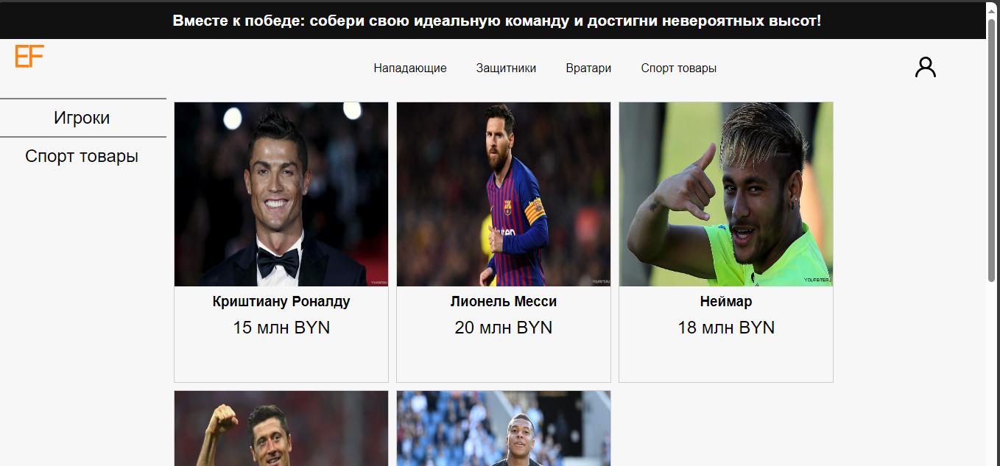 Вместе к победе: собери свою идеальную команду и достигни невероятных высот!
EF
Нападающие
Защитники
Вратари
Спорт товары
Игроки
Спорт товары
Криштиану Роналду
15 млн BYN
Лионель Месси
20 млн BYN
Неймар
18 млн BYN